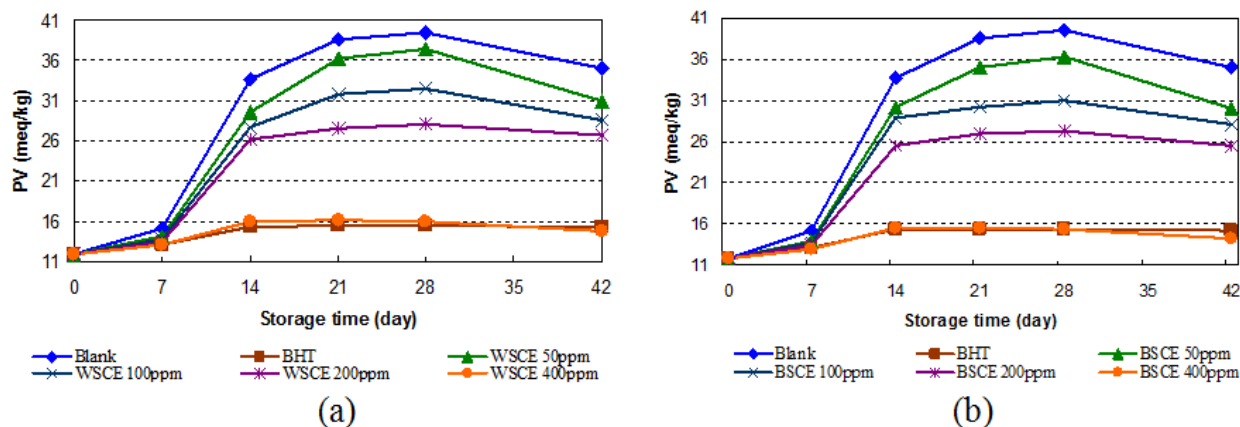 41
36
31
26
21
16
11
PV (meq/kg)
0 7 14 21 28 35 42
Storage time (day)
Blank BHT WSCE 50ppm
WSCE 100ppm WSCE 200ppm WSCE 400ppm
(a)
41
36
31
26
21
16
11
PV (meq/kg)
0 7 14 21 28 35 42
Storage time (day)
Blank BHT BSCE 50ppm
BSCE 100ppm BSCE 200ppm BSCE 400ppm
(b)